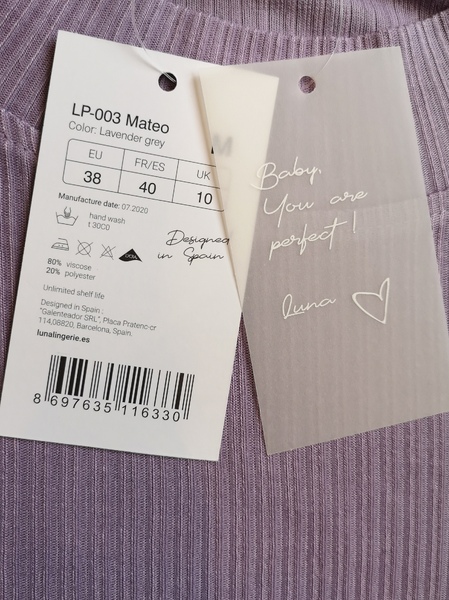 LP-003 Mateo
Color: Lavender grey
EU FR/ES UK
38 40 10
Manufacture date: 07.2020
hand wash
t 30C0
80% viscose
20% polyester
Designed
in Spain
Unlimited shelf life
Designed in Spain :
"Galenteador SRL", Placa Pratenc or
114,08820, Barcelona, Spain.
lunalingerie.es
8 697635 116330
M
Baby,
You are
perfect!
Luna